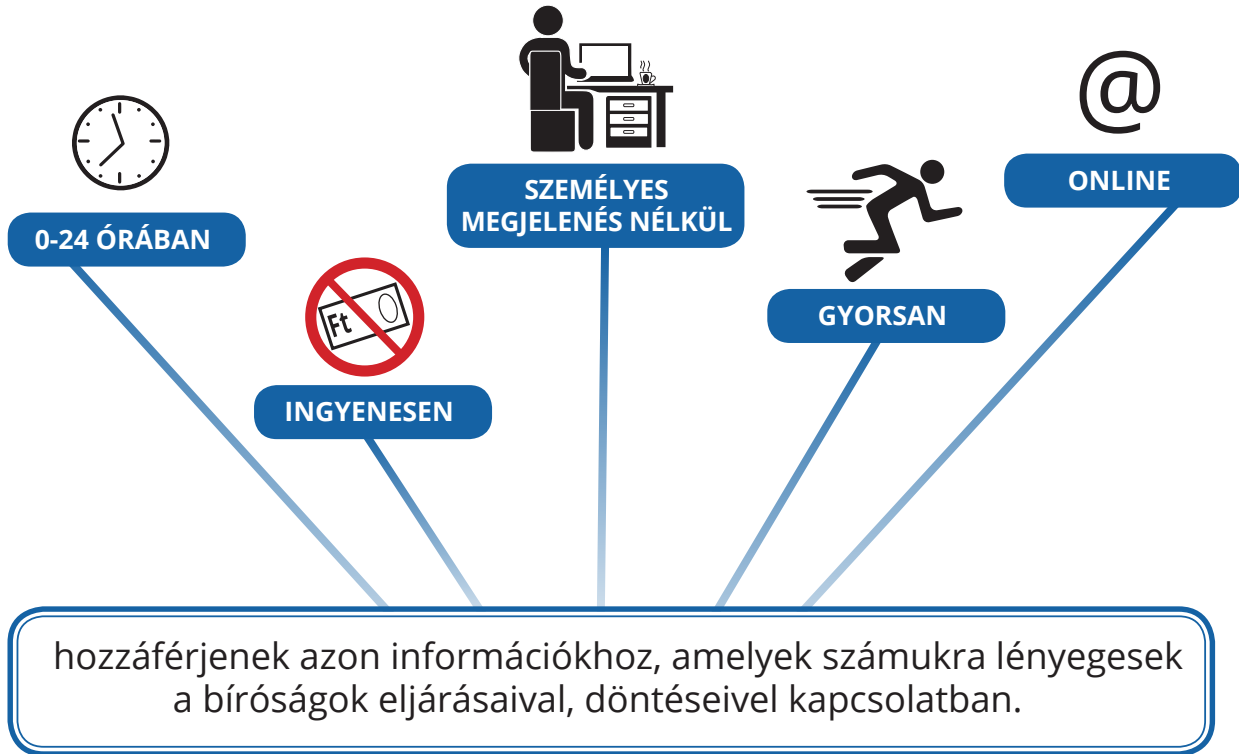 @
SZEMÉLYES
MEGJELENÉS NÉLKÜL
ONLINE
0-24 ÓRÁBAN
Ft
GYORSAN
INGYENESEN
hozzáférjenek azon információkhoz, amelyek számukra lényegesek
a bíróságok eljárásaival, döntéseivel kapcsolatban.